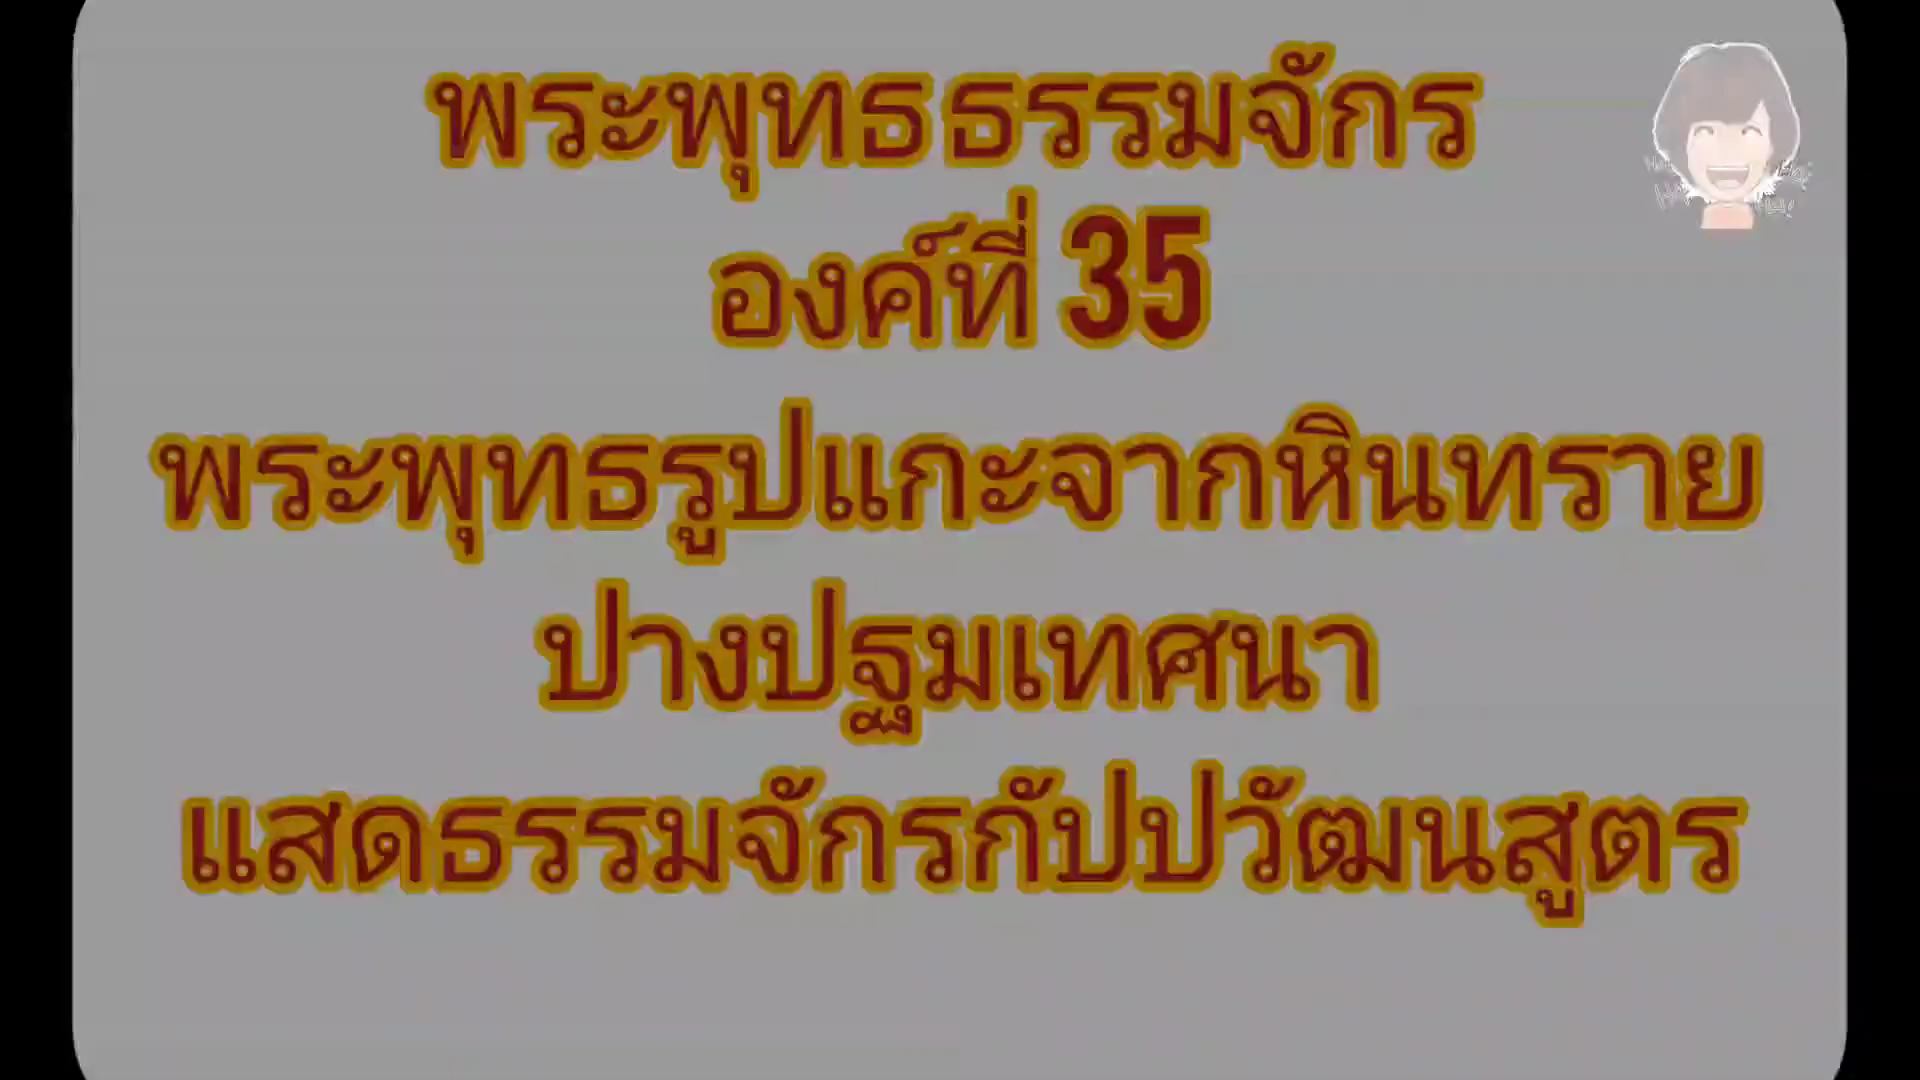 พระพุทธธรรมจักร
องค์ที่ 35
พระพุทธรูปแกะจากหินทราย
ปางปฐมเทศนา
แสดธรรมจักรกัปปวัฒนสูตร